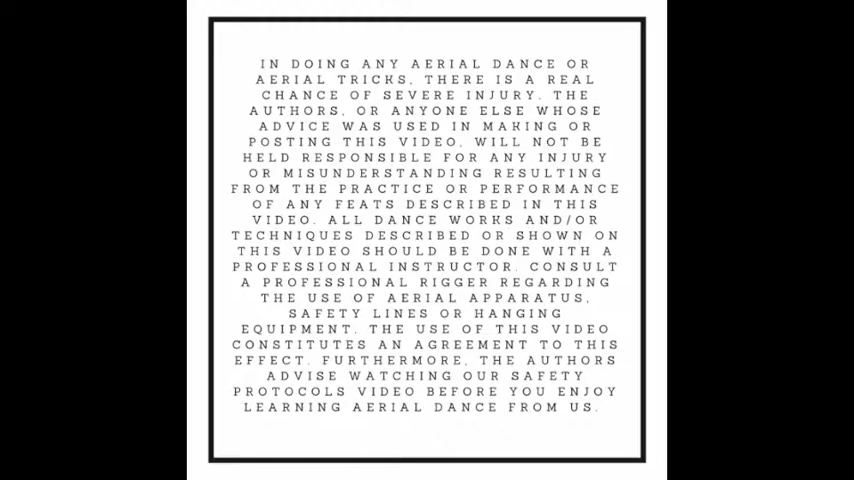 IN DOING ANY AERIAL DANCE OR
AERIAL TRICKS, THERE IS A REAL
CHANCE OF SEVERE INJURY. THE
AUTHORS, OR ANYONE ELSE WHOSE
ADVICE WAS USED IN MAKING OR
POSTING THIS VIDEO, WILL NOT BE
HELD RESPONSIBLE FOR ANY INJURY
OR MISUNDERSTANDING RESULTING
FROM THE PRACTICE OR PERFORMANCE
OF ANY FEATS DESCRIBED IN THIS
VIDEO. ALL DANCE WORKS AND/OR
TECHNIQUES DESCRIBED OR SHOWN ON
THIS VIDEO SHOULD BE DONE WITH A
PROFESSIONAL INSTRUCTOR. CONSULT
A PROFESSIONAL RIGGER REGARDING
THE USE OF AERIAL APPARATUS,
SAFETY LINES OR HANGING
EQUIPMENT. THE USE OF THIS VIDEO
CONSTITUTES AN AGREEMENT TO THIS
EFFECT. FURTHERMORE, THE AUTHORS
ADVISE WATCHING OUR SAFETY
PROTOCOLS VIDEO BEFORE YOU ENJOY
LEARNING AERIAL DANCE FROM US.